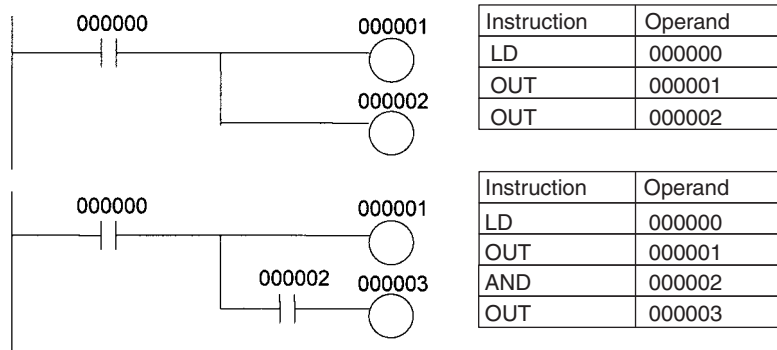 000000
000001
000002
Instruction Operand
LD 000000
OUT 000001
OUT 000002
000000
000001
000002
000003
Instruction Operand
LD 000000
OUT 000001
AND 000002
OUT 000003